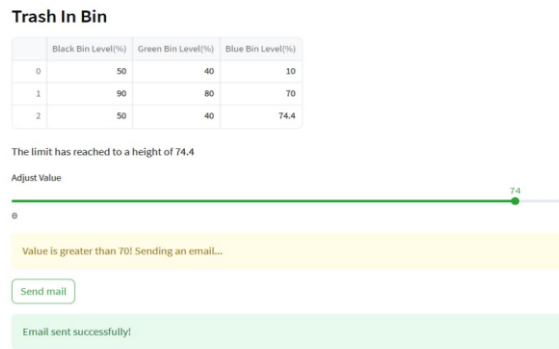 Trash In Bin
Black Bin Level(%) Green Bin Level(%) Blue Bin Level(%)
0 50 40 10
1 90 80 70
2 50 40 74.4
The limit has reached to a height of 74.4
Adjust Value
74
0
Value is greater than 70! Sending an email...
Send mail
Email sent successfully!